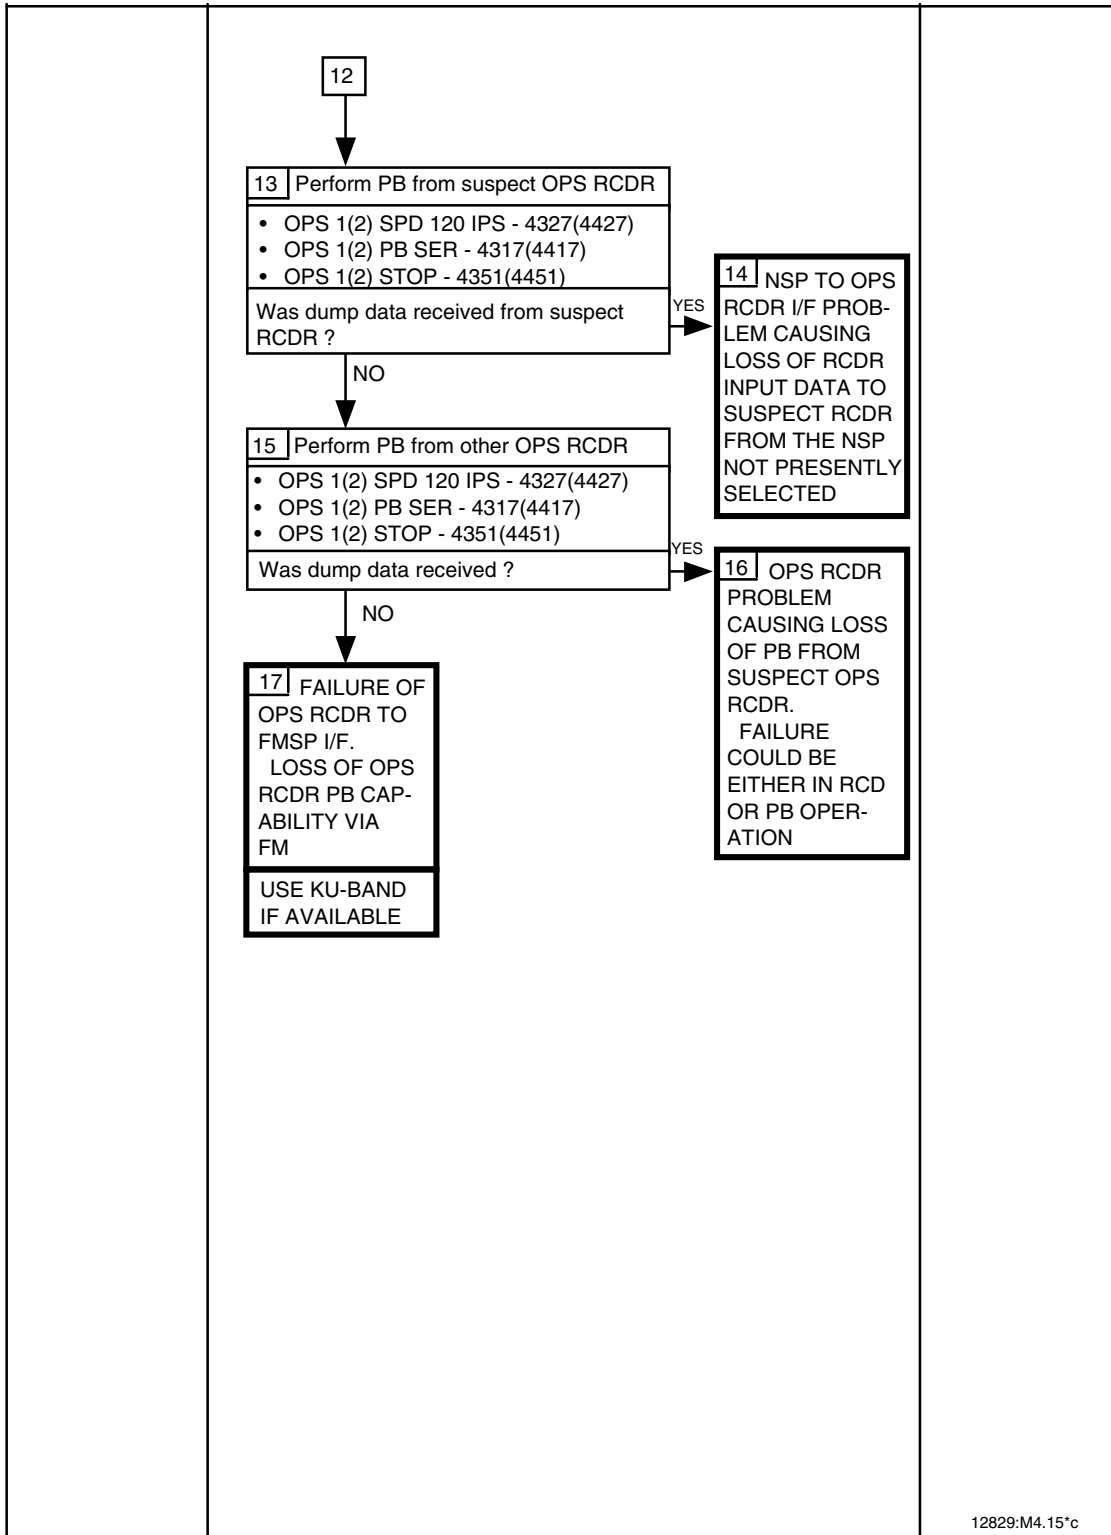 12
13 Perform PB from suspect OPS RCDR
• OPS 1(2) SPD 120 IPS - 4327(4427)
• OPS 1(2) PB SER - 4317(4417)
• OPS 1(2) STOP - 4351(4451)
Was dump data received from suspect
RCDR ?
YES
14 NSP TO OPS
RCDR I/F PROB-
LEM CAUSING
LOSS OF RCDR
INPUT DATA TO
SUSPECT RCDR
FROM THE NSP
NOT PRESENTLY
SELECTED
NO
15 Perform PB from other OPS RCDR
• OPS 1(2) SPD 120 IPS - 4327(4427)
• OPS 1(2) PB SER - 4317(4417)
• OPS 1(2) STOP - 4351(4451)
Was dump data received ?
YES
16 OPS RCDR
PROBLEM
CAUSING LOSS
OF PB FROM
SUSPECT OPS
RCDR.
FAILURE
COULD BE
EITHER IN RCD
OR PB OPER-
ATION
NO
17 FAILURE OF
OPS RCDR TO
FMSP I/F.
LOSS OF OPS
RCDR PB CAP-
ABILITY VIA
FM
USE KU-BAND
IF AVAILABLE
12829:M4.15*c